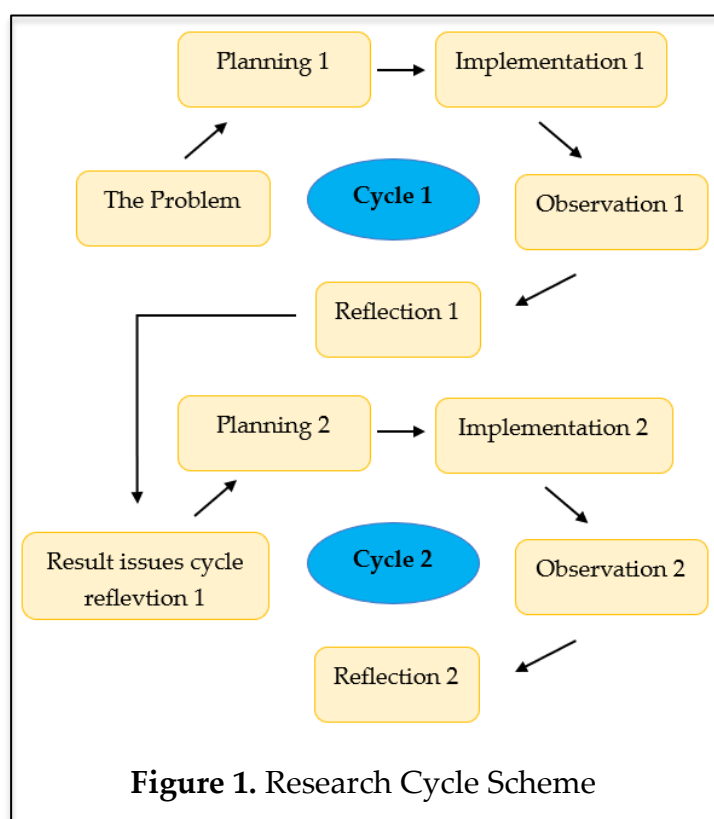 Planning 1
Implementation 1
The Problem
Cycle 1
Observation 1
Reflection 1
Planning 2
Implementation 2
Result issues cycle
reflevtion 1
Cycle 2
Observation 2
Reflection 2
Figure 1. Research Cycle Scheme